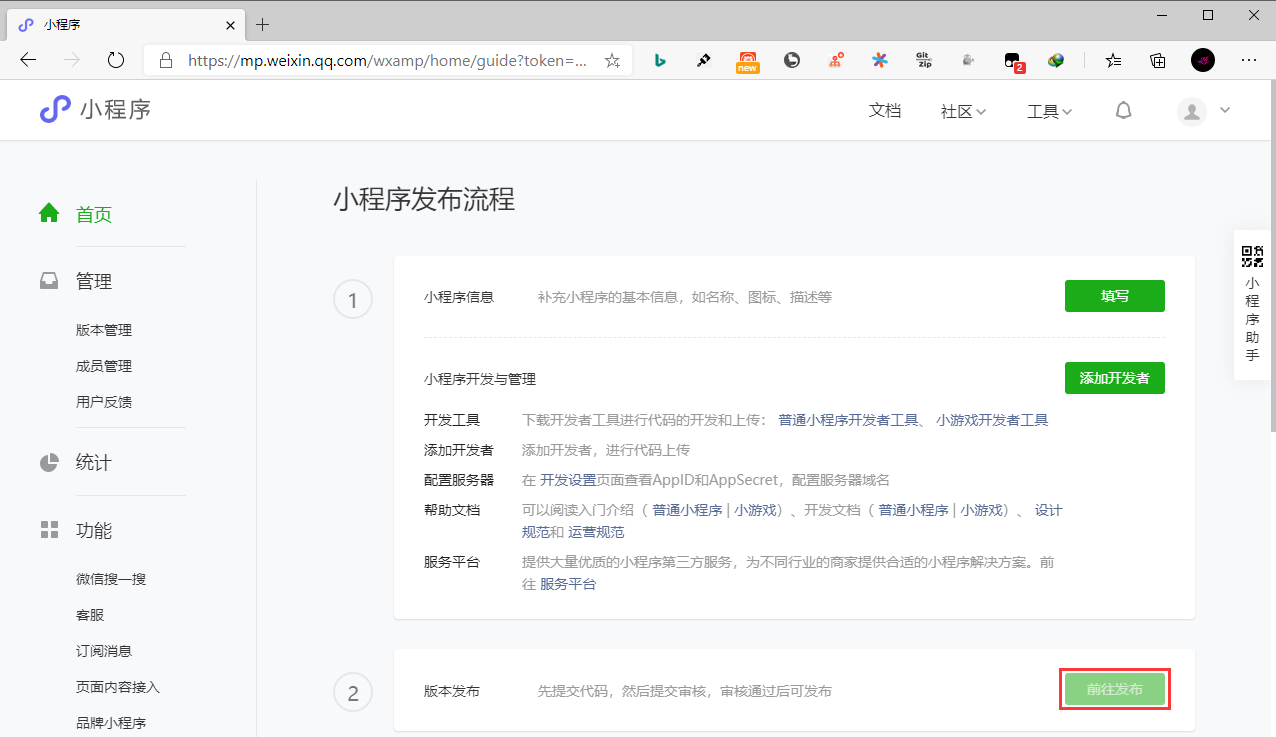 小程序
https://mp.weixin.qq.com/wxamp/home/guide?token=...
new
Git
zip
2
小程序
文档
社区
工具
首页
管理
版本管理
成员管理
用户反馈
统计
功能
微信搜一搜
客服
订阅消息
页面内容接入
品牌小程序
小程序发布流程
1
小程序信息
补充小程序的基本信息，如名称、图标、描述等
填写
小程序开发与管理
添加开发者
开发工具
下载开发者工具进行代码的开发和上传： 普通小程序开发者工具、 小游戏开发者工具
添加开发者
添加开发者，进行代码上传
配置服务器
在 开发设置页面查看AppID和AppSecret，配置服务器域名
帮助文档
可以阅读入门介绍（ 普通小程序 | 小游戏）、开发文档（ 普通小程序 | 小游戏）、 设计
规范和 运营规范
服务平台
提供大量优质的小程序第三方服务，为不同行业的商家提供合适的小程序解决方案。前
往 服务平台
2
版本发布
先提交代码，然后提交审核，审核通过后可发布
前往发布
小程序助手